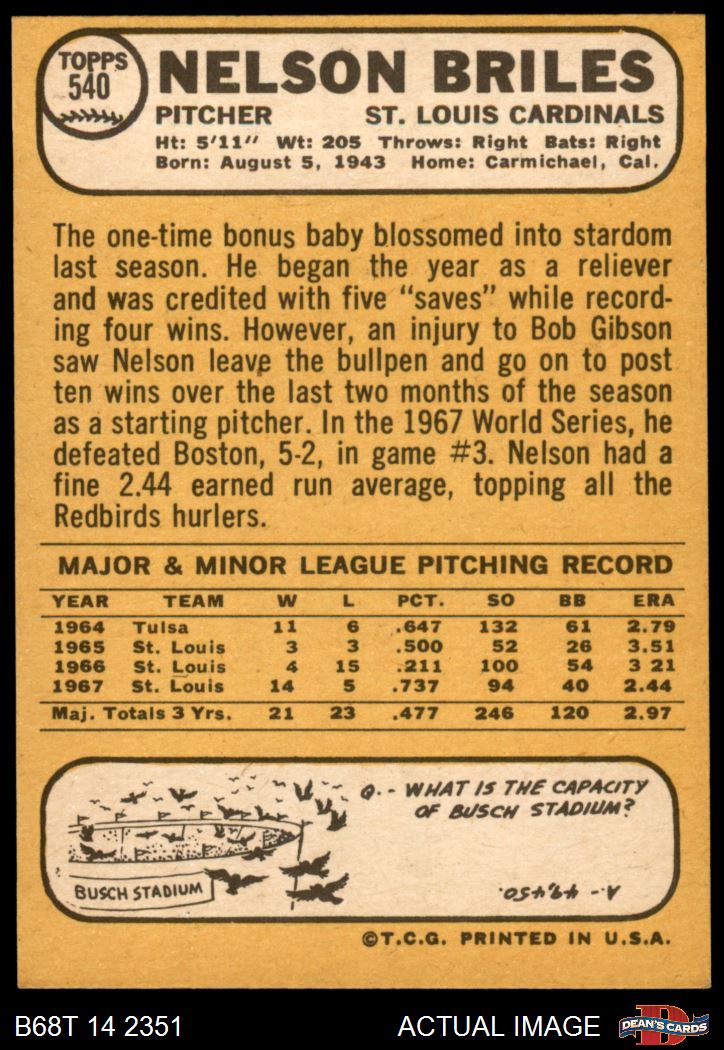 TOPPS
540
NELSON BRILES
PITCHER ST. LOUIS CARDINALS
Ht: 5'11" Wt: 205 Throws: Right Bats: Right
Born: August 5, 1943 Home: Carmichael, Cal.
The one-time bonus baby blossomed into stardom
last season. He began the year as a reliever
and was credited with five "saves" while record-
ing four wins. However, an injury to Bob Gibson
saw Nelson leave the bullpen and go on to post
ten wins over the last two months of the season
as a starting pitcher. In the 1967 World Series, he
defeated Boston, 5-2, in game #3. Nelson had a
fine 2.44 earned run average, topping all the
Redbirds hurlers.
MAJOR & MINOR LEAGUE PITCHING RECORD
YEAR TEAM W L PCT. SO BB ERA
1964 Tulsa 11 6 .647 132 61 2.79
1965 St. Louis 3 3 .500 52 26 3.51
1966 St. Louis 4 15 .211 100 54 3 21
1967 St. Louis 14 5 .737 94 40 2.44
Maj. Totals 3 Yrs. 21 23 .477 246 120 2.97
Q. - WHAT IS THE CAPACITY
OF BUSCH STADIUM?
BUSCH STADIUM
A. - 49,450.
©T.C.G. PRINTED IN U.S.A.
B68T 14 2351 ACTUAL IMAGE
D
DEAN'S CARDS